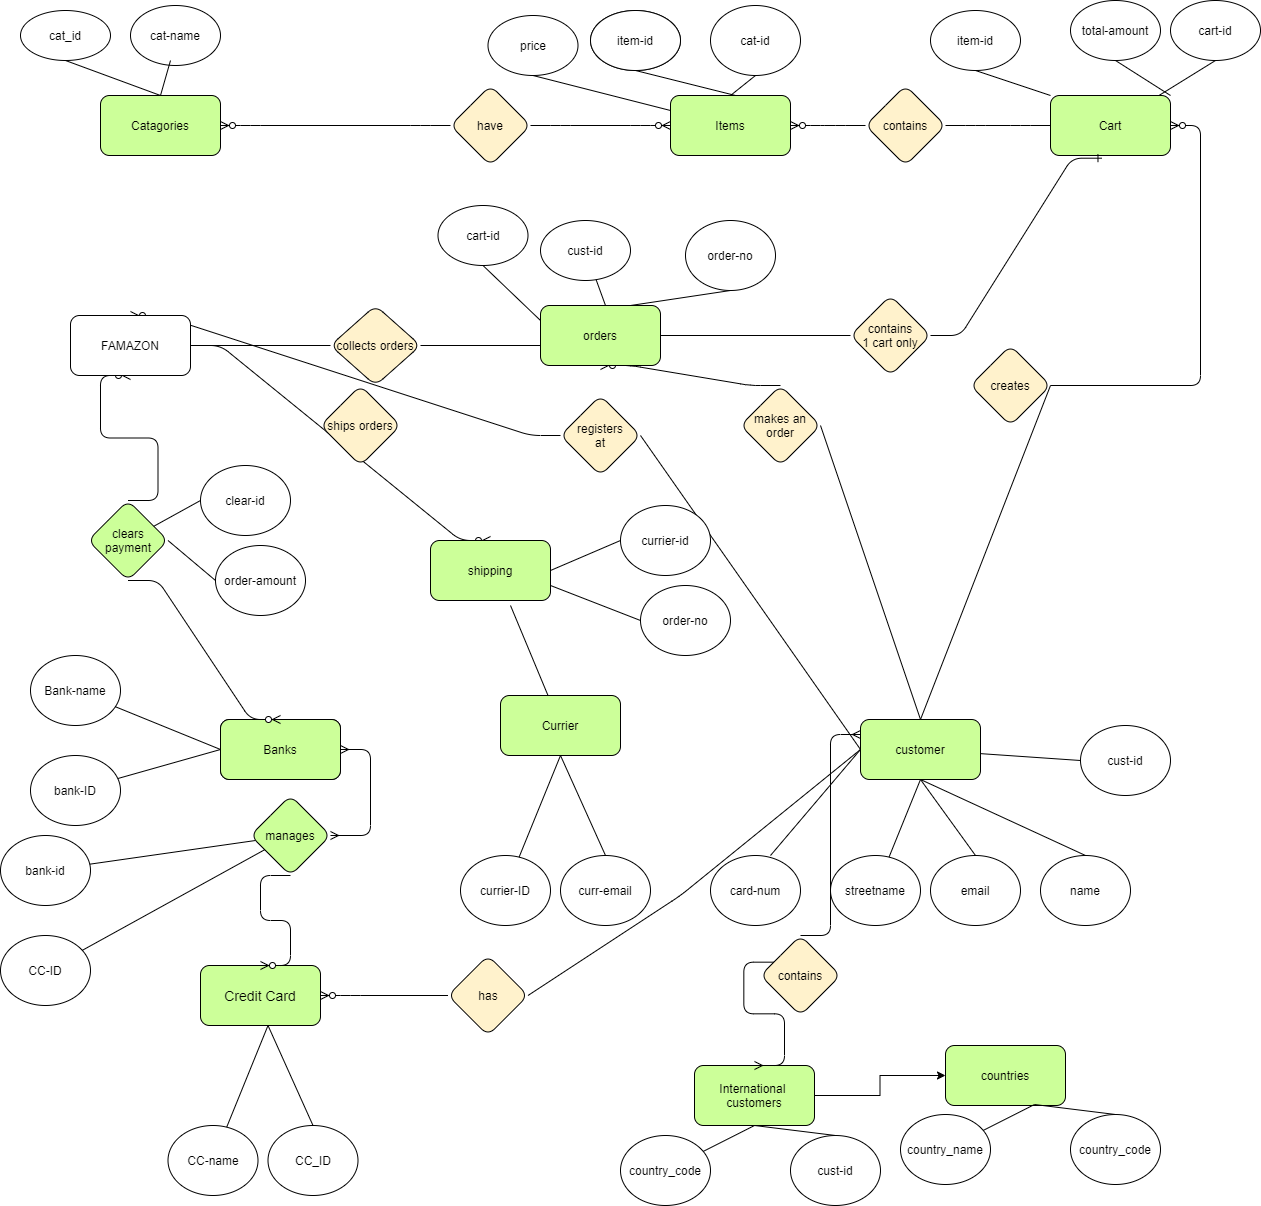 cat_id
cat-name
price
item-id
cat-id
item-id
total-amount
cart-id
Catagories
have
Items
contains
Cart
cart-id
cust-id
order-no
FAMAZON
collects orders
orders
contains
1 cart only
creates
ships orders
registers
at
makes an
order
clear-id
clears
payment
order-amount
currier-id
shipping
order-no
Bank-name
Banks
bank-ID
Currier
customer
cust-id
manages
bank-id
currier-ID
curr-email
card-num
streetname
email
name
CC-ID
Credit Card
has
contains
International
customers
countries
CC-name
CC_ID
country_code
cust-id
country_name
country_code